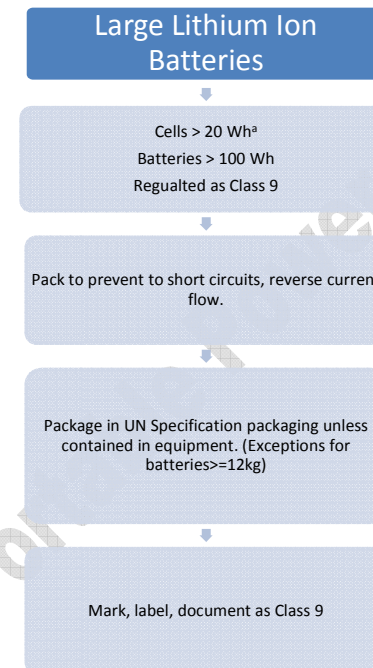 Large Lithium Ion
Batteries
Cells > 20 Whᵃ
Batteries > 100 Wh
Regualted as Class 9
Pack to prevent to short circuits, reverse curren
flow.
Package in UN Specification packaging unless
contained in equipment. (Exceptions for
batteries>=12kg)
Mark, label, document as Class 9